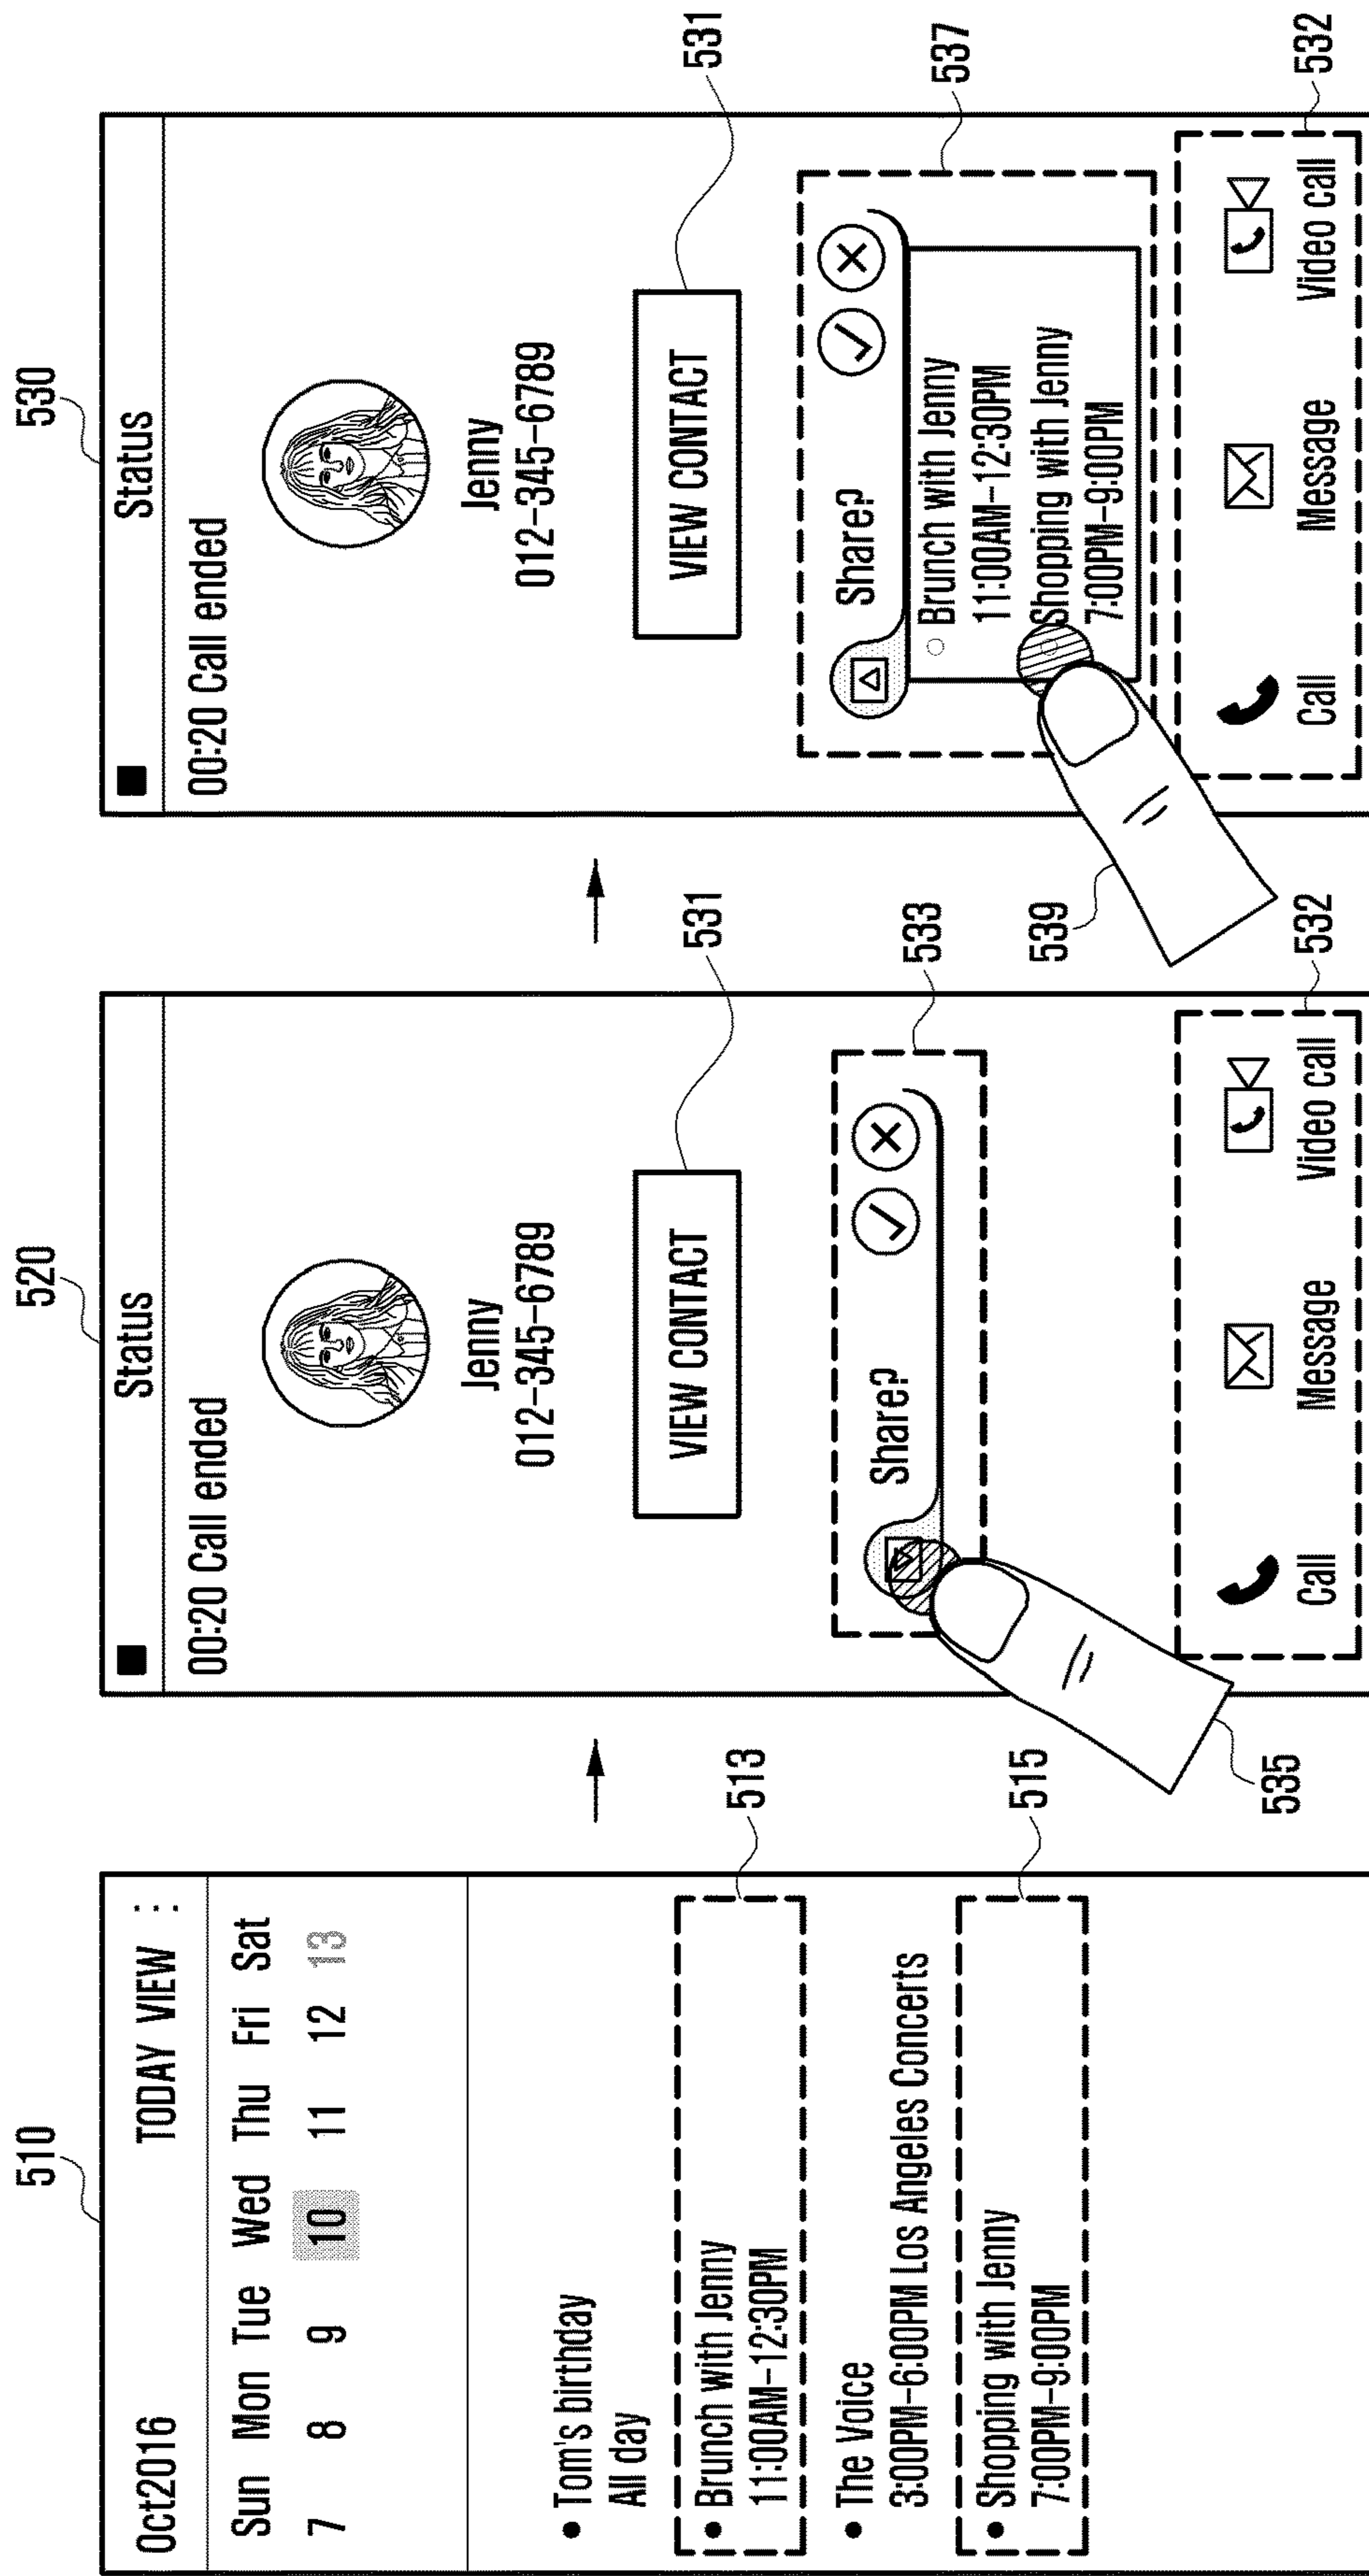 510
Oct2016 TODAY VIEW ⋮
Sun Mon Tue Wed Thu Fri Sat
7 8 9 10 11 12 13
• Tom's birthday
All day
• Brunch with Jenny
11:00AM-12:30PM
513
• The Voice
3:00PM-6:00PM Los Angeles Concerts
• Shopping with Jenny
7:00PM-9:00PM
515
520
Status
00:20 Call ended
Jenny
012-345-6789
VIEW CONTACT
531
Share?
533
535
Call Message Video call
532
530
Status
00:20 Call ended
Jenny
012-345-6789
VIEW CONTACT
531
Share?
Brunch with Jenny
11:00AM-12:30PM
Shopping with Jenny
7:00PM-9:00PM
537
539
Call Message Video call
532